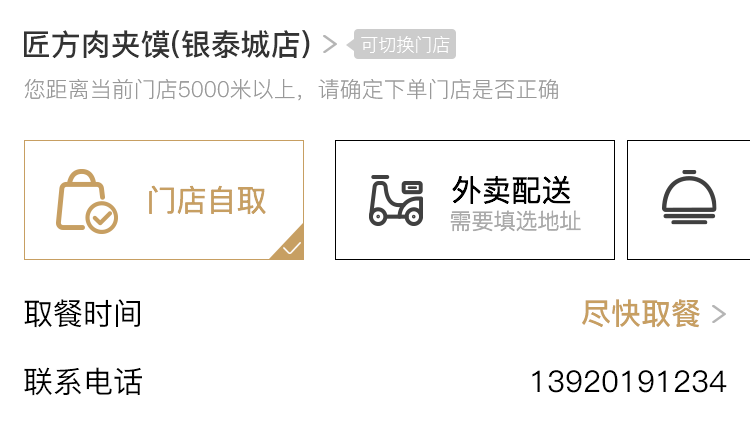 匠方肉夹馍(银泰城店) > 可切换门店
您距离当前门店5000米以上，请确定下单门店是否正确
门店自取
外卖配送
需要填选地址
取餐时间 尽快取餐 >
联系电话 13920191234